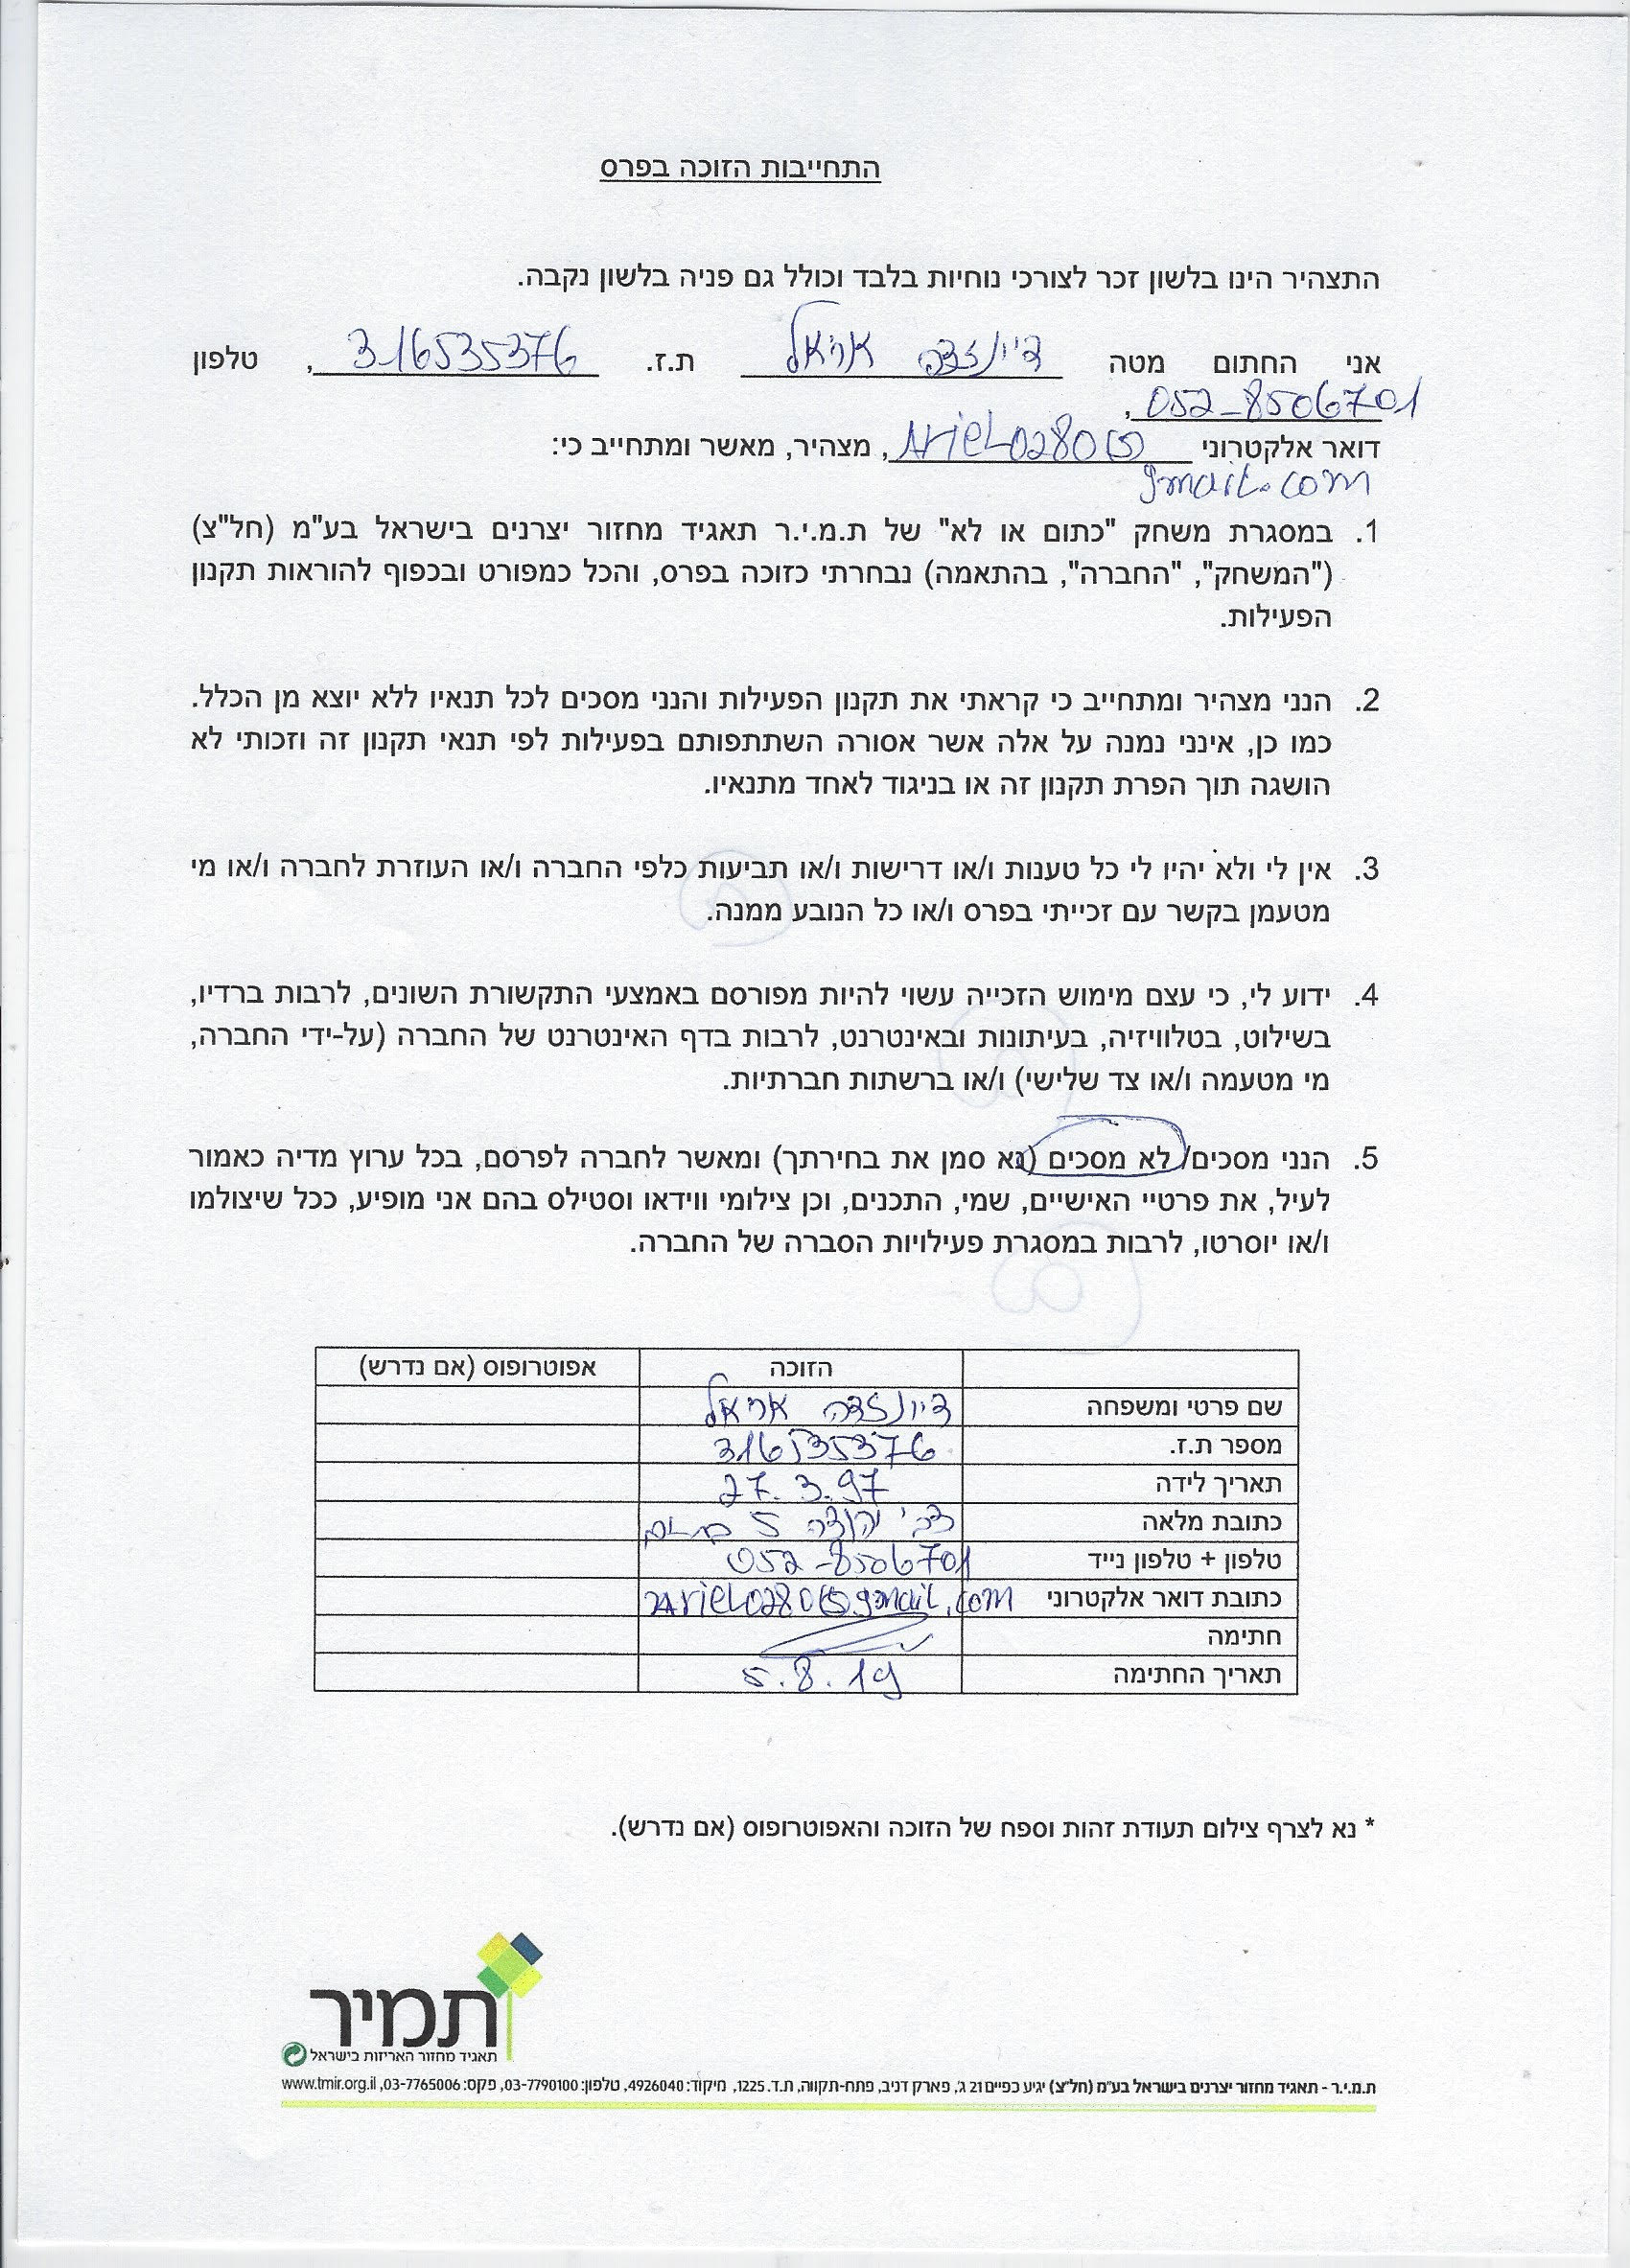 התחייבות הזוכה בפרס
התצהיר הינו בלשון זכר לצורכי נוחיות בלבד וכולל גם פניה בלשון נקבה.
אני החתום מטה אריאל ת.ז. 316535376, טלפון
052-8506701,
דואר אלקטרוני Ariel0280@, מצהיר, מאשר ומתחייב כי:
gmail.com
1. במסגרת משחק "כתום או לא" של ת.מ.י.ר תאגיד מחזור יצרנים בישראל בע"מ (חל"צ)
("המשחק", "החברה", בהתאמה) נבחרתי כזוכה בפרס, והכל כמפורט ובכפוף להוראות תקנון
הפעילות.
2. הנני מצהיר ומתחייב כי קראתי את תקנון הפעילות והנני מסכים לכל תנאיו ללא יוצא מן הכלל.
כמו כן, אינני נמנה על אלה אשר אסורה השתתפותם בפעילות לפי תנאי תקנון זה וזכותי לא
הושגה תוך הפרת תקנון זה או בניגוד לאחד מתנאיו.
3. אין לי ולא יהיו לי כל טענות ו/או דרישות ו/או תביעות כלפי החברה ו/או העוזרת לחברה ו/או מי
מטעמן בקשר עם זכייתי בפרס ו/או כל הנובע ממנה.
4. ידוע לי, כי עצם מימוש הזכייה עשוי להיות מפורסם באמצעי התקשורת השונים, לרבות ברדיו,
בשילוט, בטלוויזיה, בעיתונות ובאינטרנט, לרבות בדף האינטרנט של החברה (על-ידי החברה,
מי מטעמה ו/או צד שלישי) ו/או ברשתות חברתיות.
5. הנני מסכים/ לא מסכים (נא סמן את בחירתך) ומאשר לחברה לפרסם, בכל ערוץ מדיה כאמור
לעיל, את פרטיי האישיים, שמי, התכנים, וכן צילומי ווידאו וסטילס בהם אני מופיע, ככל שיצולמו
ו/או יוסרטו, לרבות במסגרת פעילויות הסברה של החברה.
הזוכה אפוטרופוס (אם נדרש)
שם פרטי ומשפחה אריאל
מספר ת.ז. 316535376
תאריך לידה 27.3.97
כתובת מלאה יהודה 5
טלפון + טלפון נייד 052-8506701
כתובת דואר אלקטרוני Ariel0280@gmail.com
חתימה
תאריך החתימה 5.8.19
* נא לצרף צילום תעודת זהות וספח של הזוכה והאפוטרופוס (אם נדרש).
תמיר
תאגיד מחזור האריזות בישראל
ת.מ.י.ר - תאגיד מחזור יצרנים בישראל בע"מ (חל"צ) יגיע כפיים 21 ג', פארק דניב, פתח-תקווה, ת.ד. 1225, מיקוד: 4926040, טלפון: 03-7790100, פקס: 03-7765006, www.tmir.org.il